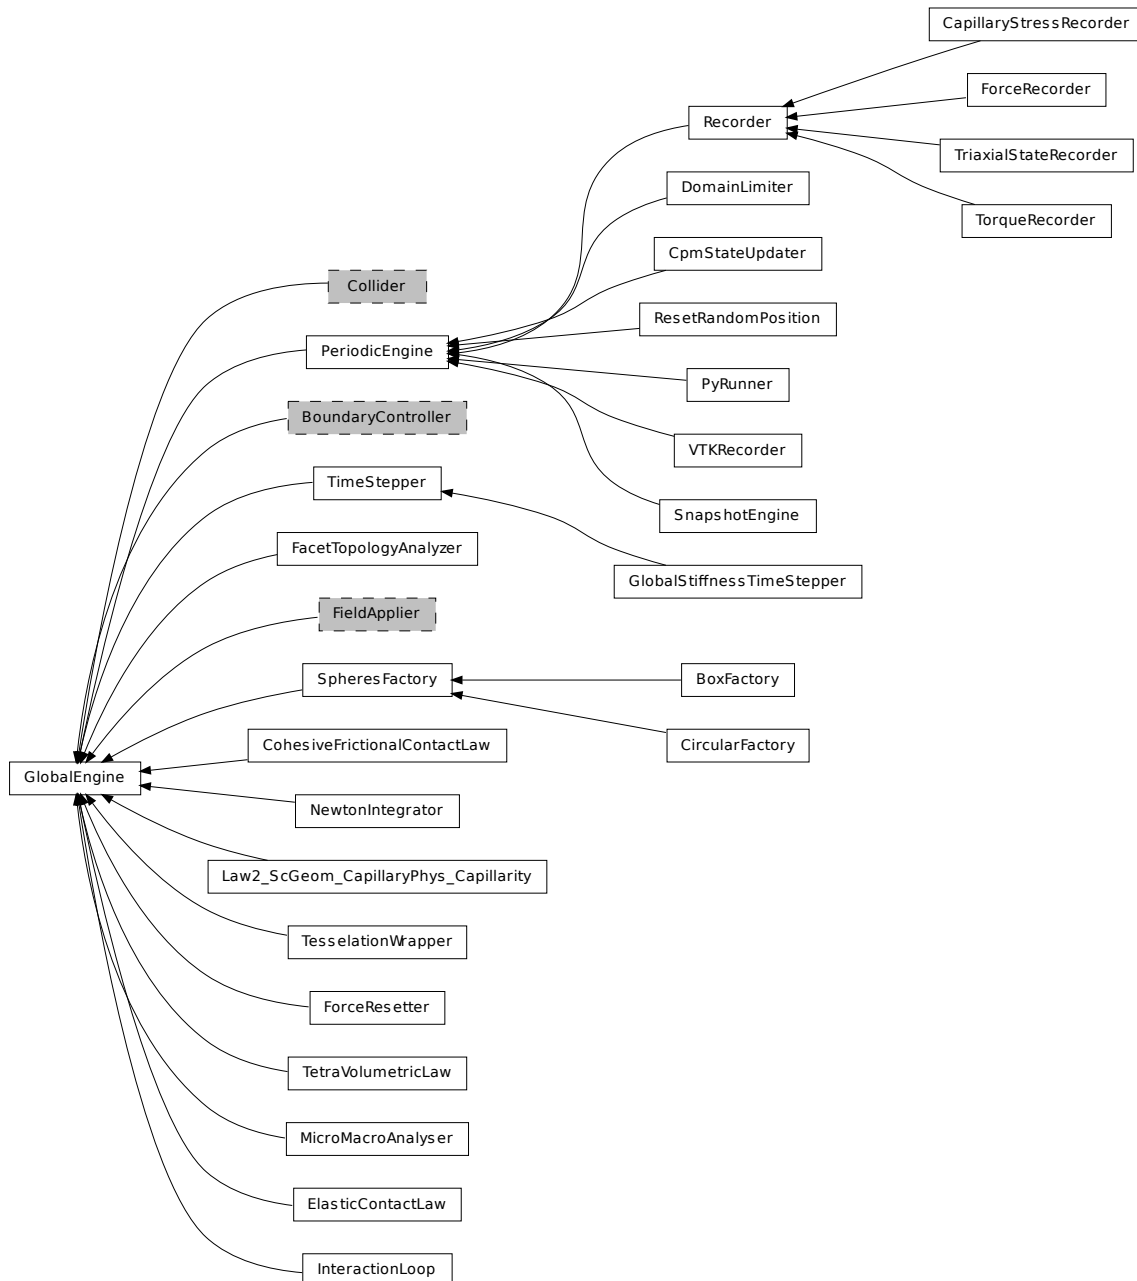 CapillaryStressRecorder
ForceRecorder
Recorder
TriaxialStateRecorder
DomainLimiter
TorqueRecorder
CpmStateUpdater
Collider
ResetRandomPosition
PeriodicEngine
PyRunner
BoundaryController
VTKRecorder
TimeStepper
SnapshotEngine
FacetTopologyAnalyzer
GlobalStiffnessTimeStepper
FieldApplier
SpheresFactory
BoxFactory
CohesiveFrictionalContactLaw
CircularFactory
GlobalEngine
NewtonIntegrator
Law2_ScGeom_CapillaryPhys_Capillarity
TesselationWrapper
ForceResetter
TetraVolumetricLaw
MicroMacroAnalyser
ElasticContactLaw
InteractionLoop